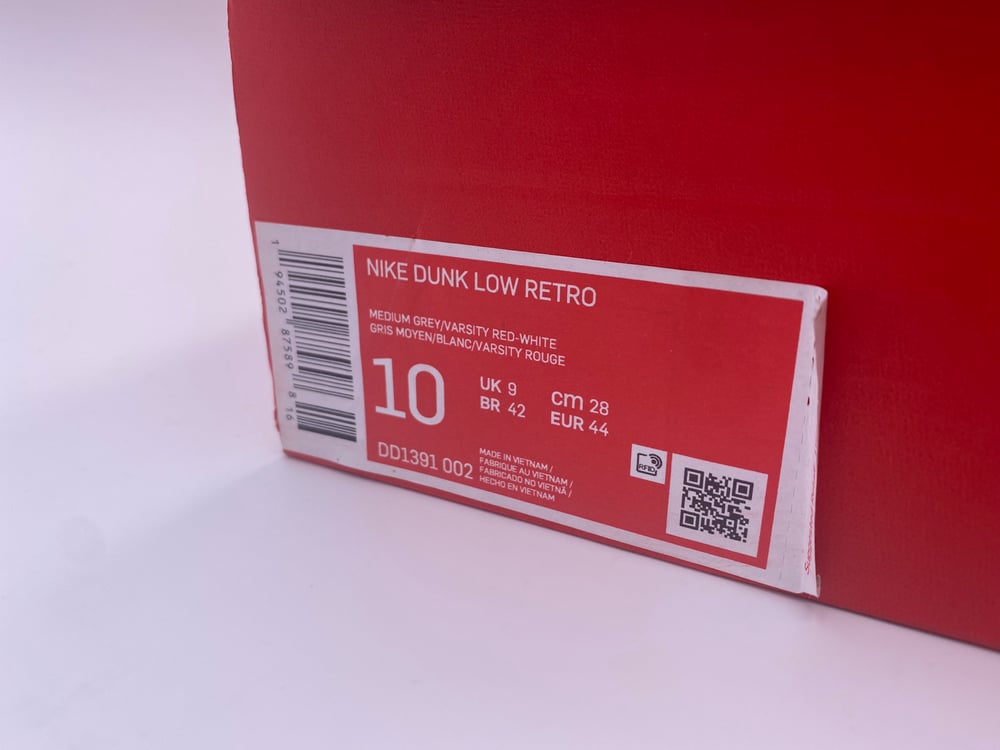 1 94502 87589 8 16
NIKE DUNK LOW RETRO
MEDIUM GREY/VARSITY RED-WHITE
GRIS MOYEN/BLANC/VARSITY ROUGE
10
UK 9
BR 42
cm 28
EUR 44
DD1391 002
MADE IN VIETNAM /
FABRIQUE AU VIETNAM /
FABRICADO NO VIETNÃ /
HECHO EN VIETNAM
RFID